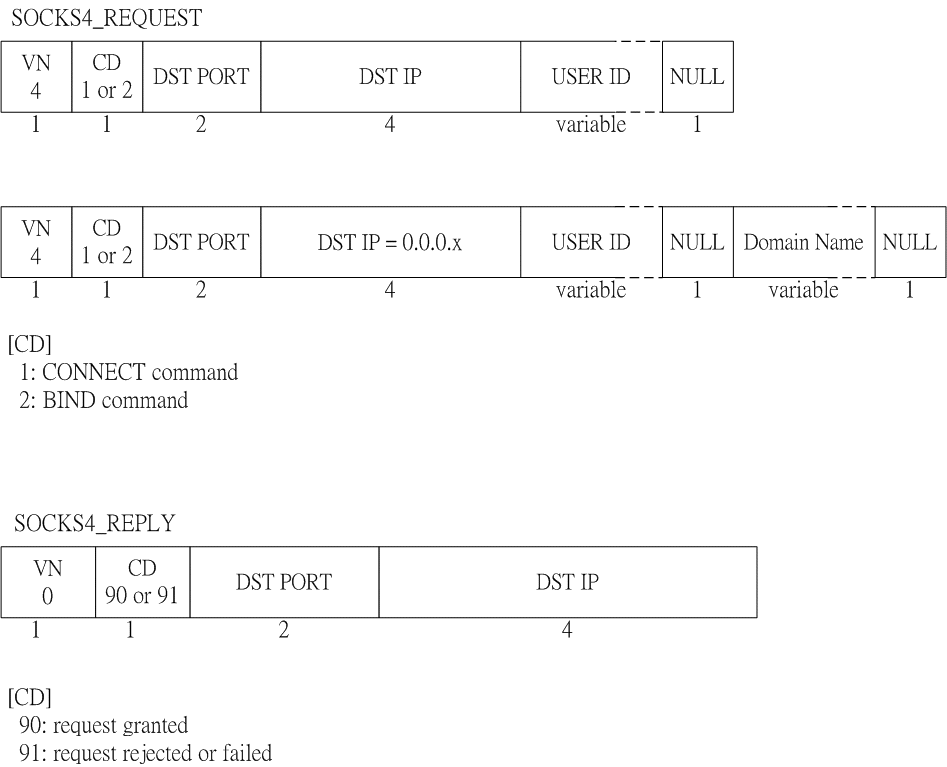 SOCKS4_REQUEST
VN 4 CD 1 or 2 DST PORT DST IP USER ID NULL
1 1 2 4 variable 1
VN 4 CD 1 or 2 DST PORT DST IP = 0.0.0.x USER ID NULL Domain Name NULL
1 1 2 4 variable 1 variable 1
[CD]
1: CONNECT command
2: BIND command
SOCKS4_REPLY
VN 0 CD 90 or 91 DST PORT DST IP
1 1 2 4
[CD]
90: request granted
91: request rejected or failed